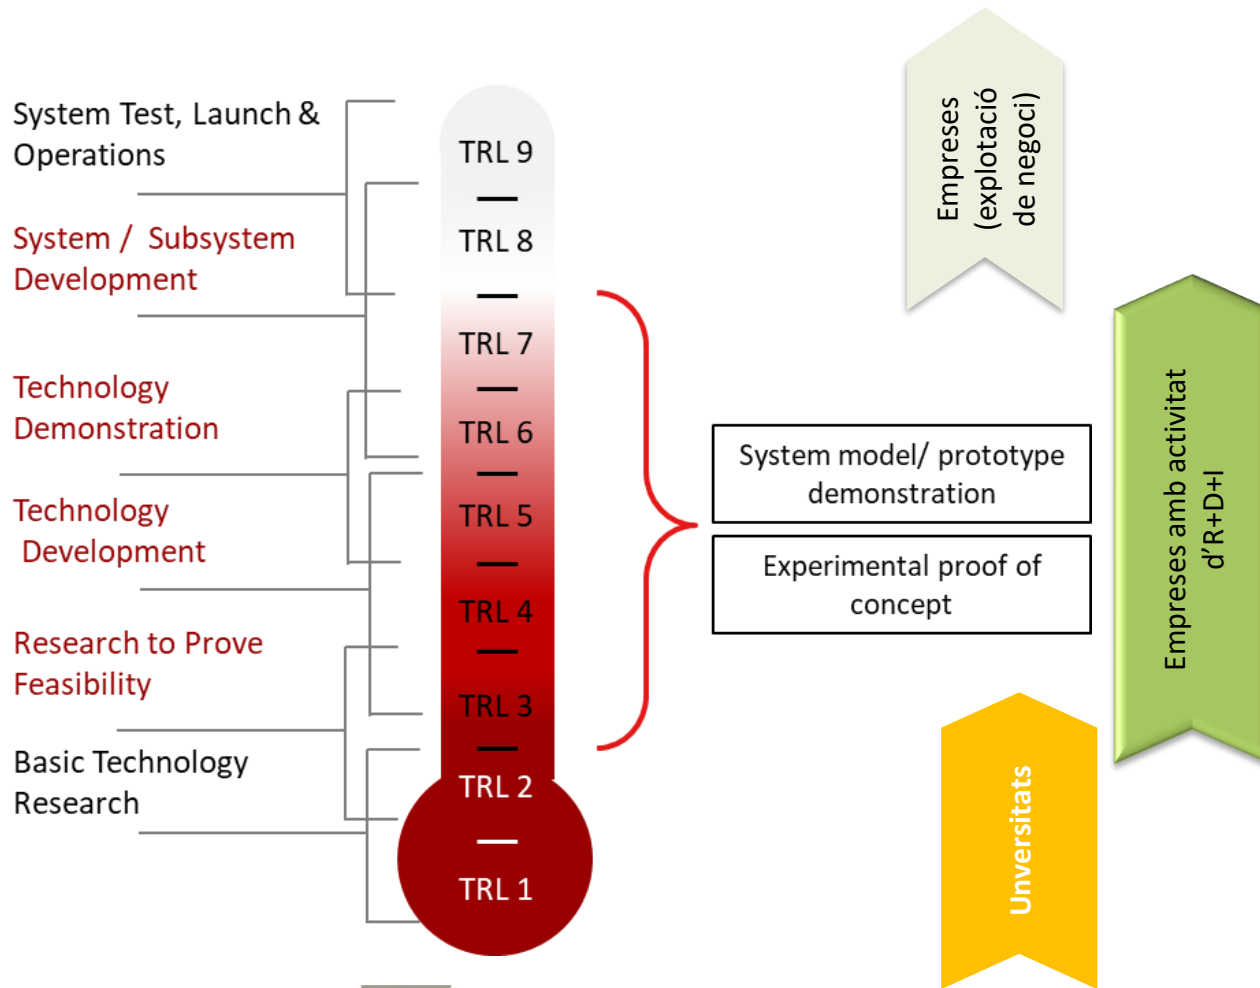 System Test, Launch &
Operations
System /  Subsystem
Development
Technology
Demonstration
Technology
Development
Research to Prove
Feasibility
Basic Technology
Research
TRL 9
TRL 8
TRL 7
TRL 6
TRL 5
TRL 4
TRL 3
TRL 2
TRL 1
System model/ prototype
demonstration
Experimental proof of
concept
Empreses
(explotació
de negoci)
Empreses amb activitat
d'R+D+I
Unversitats